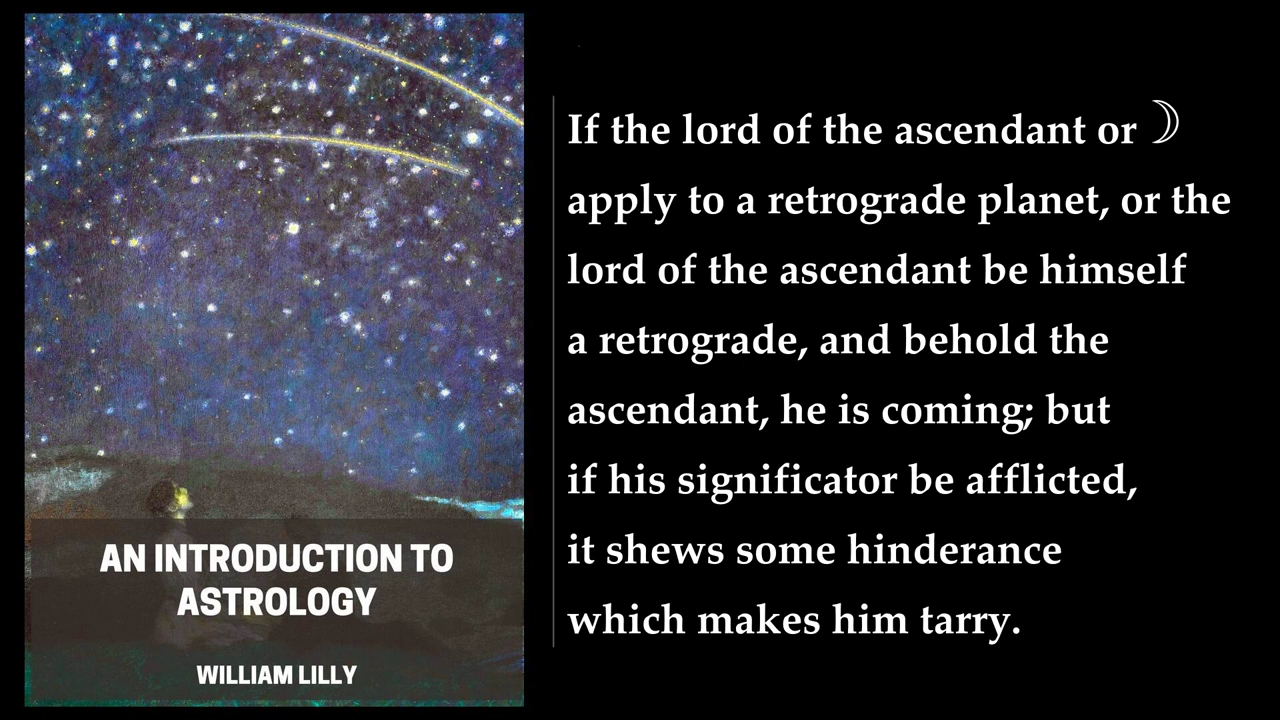 AN INTRODUCTION TO
ASTROLOGY
WILLIAM LILLY
If the lord of the ascendant or ☽
apply to a retrograde planet, or the
lord of the ascendant be himself
a retrograde, and behold the
ascendant, he is coming; but
if his significator be afflicted,
it shews some hinderance
which makes him tarry.